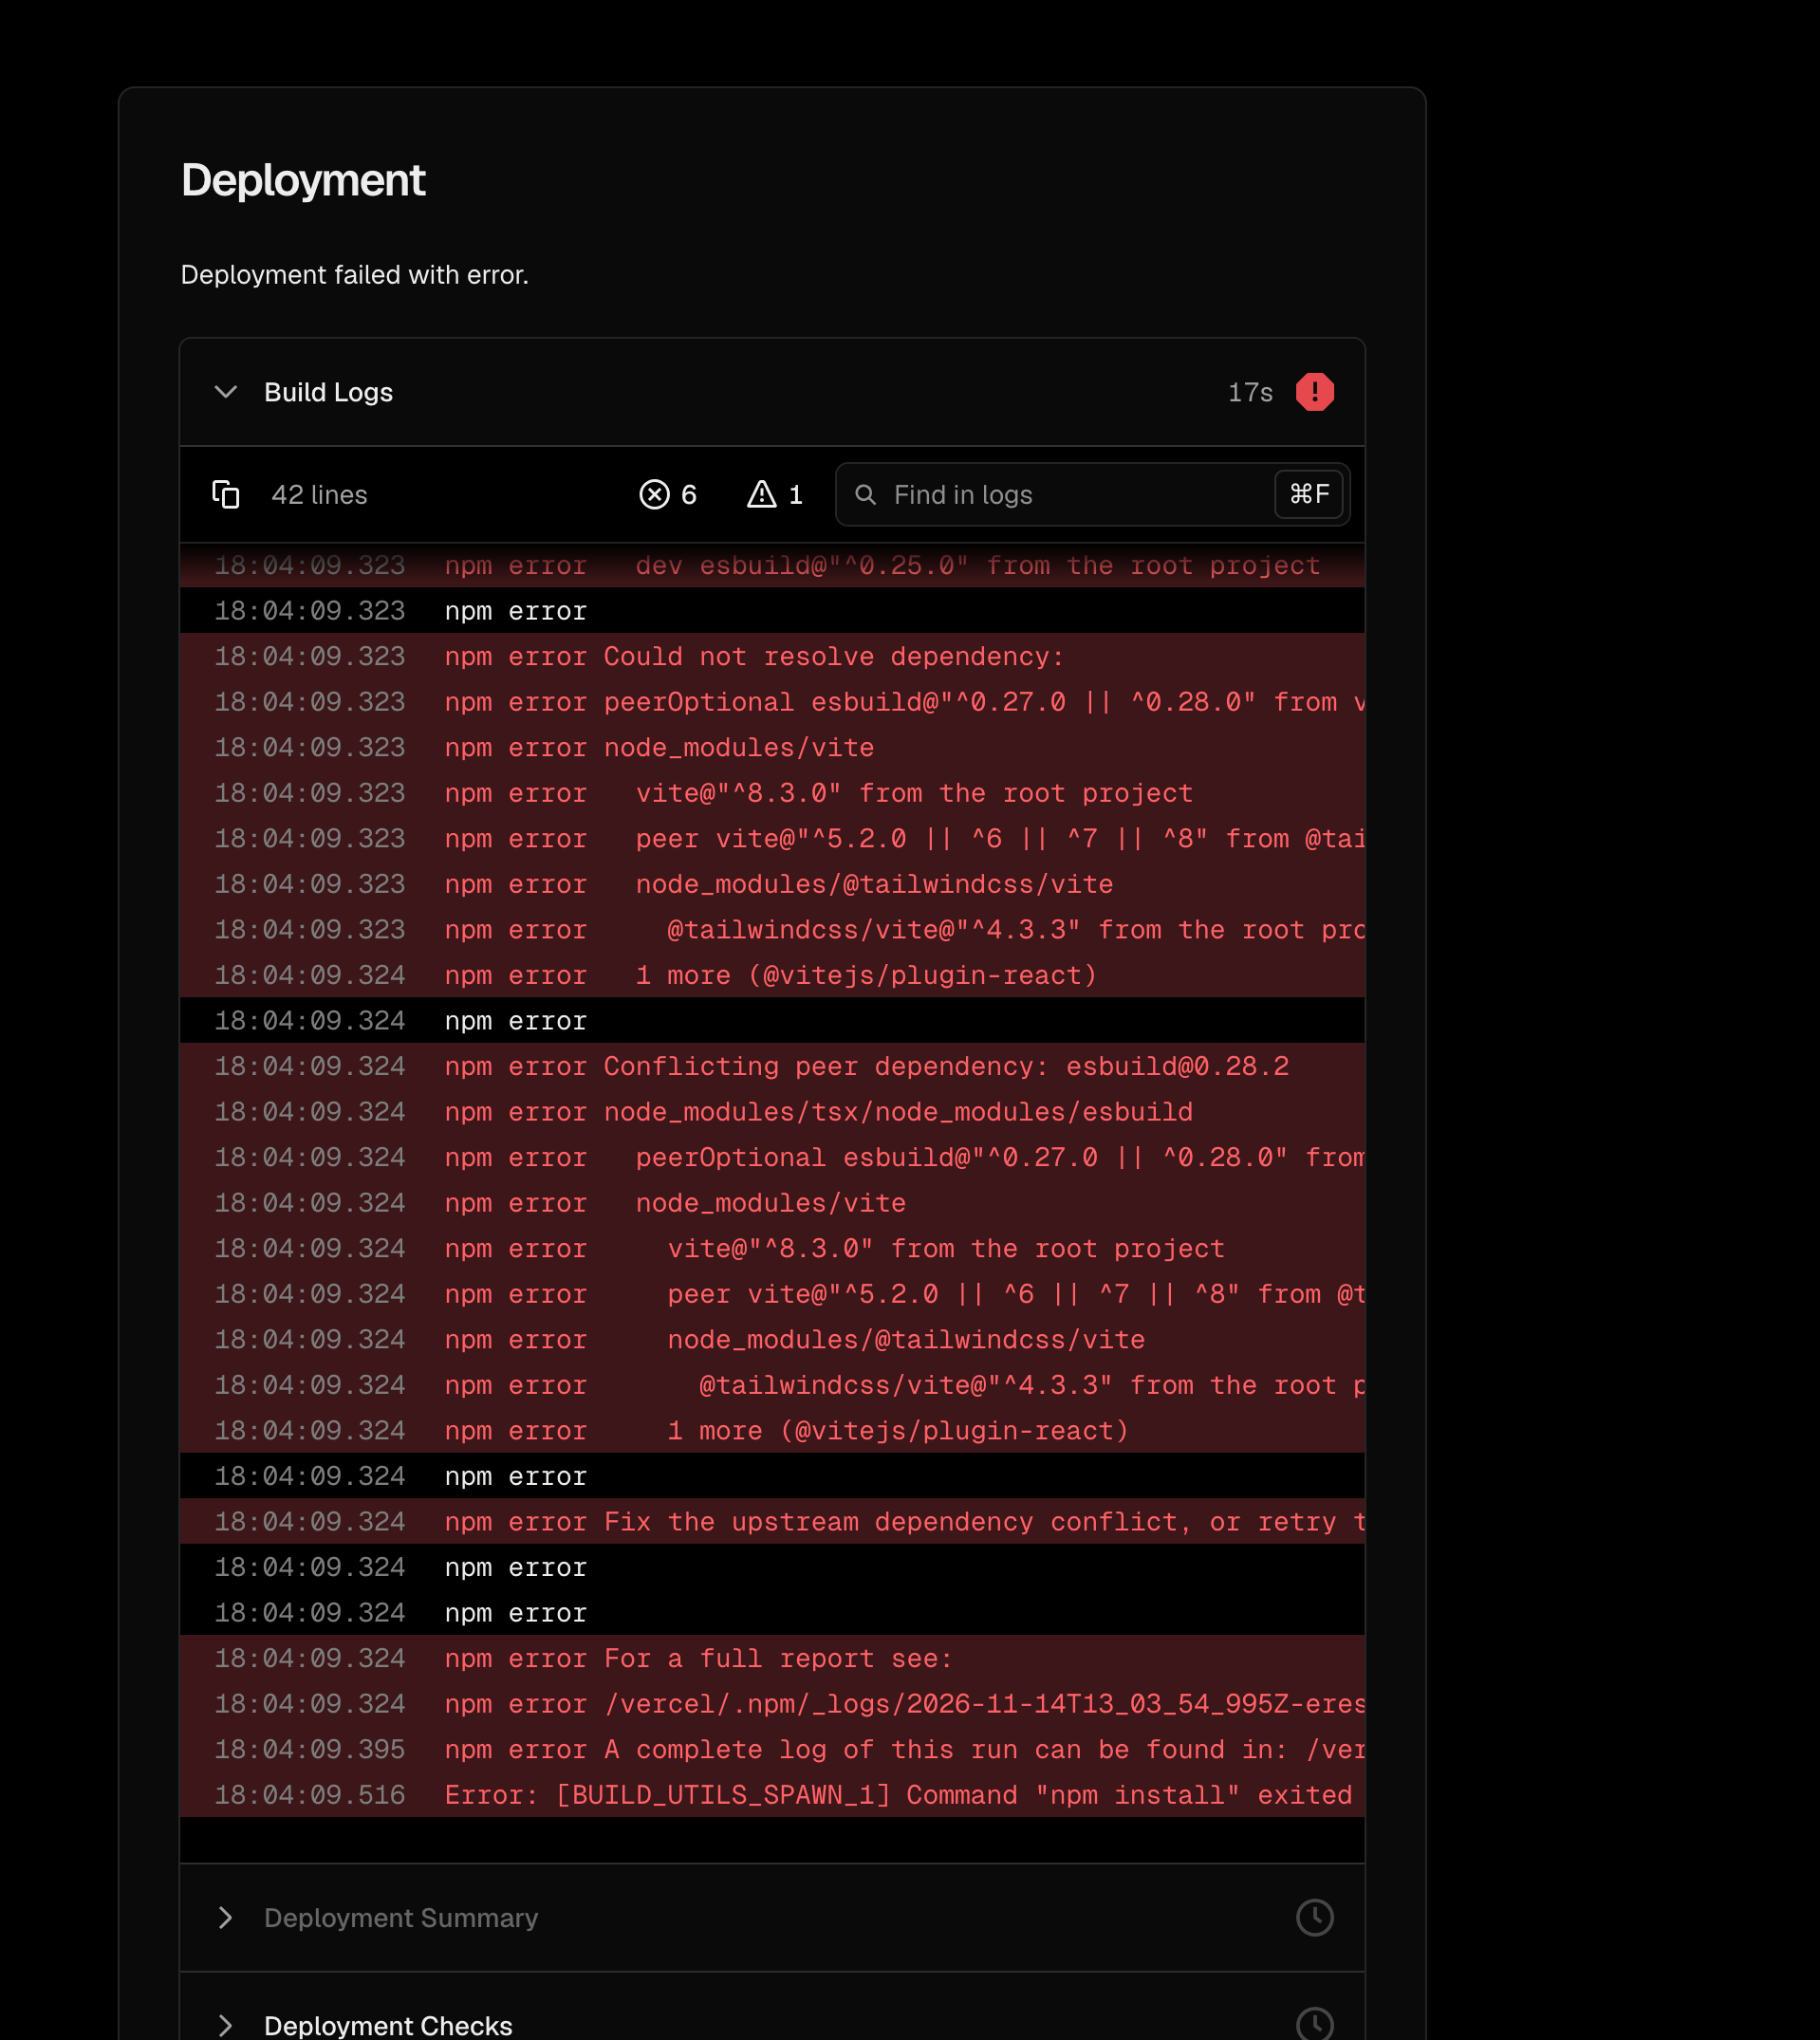 Deployment
Deployment failed with error.
Build Logs 17s
42 lines 6 1 Find in logs ⌘F
18:04:09.323 npm error   dev esbuild@"^0.25.0" from the root project
18:04:09.323 npm error
18:04:09.323 npm error Could not resolve dependency:
18:04:09.323 npm error peerOptional esbuild@"^0.27.0 || ^0.28.0" from v
18:04:09.323 npm error node_modules/vite
18:04:09.323 npm error   vite@"^8.3.0" from the root project
18:04:09.323 npm error   peer vite@"^5.2.0 || ^6 || ^7 || ^8" from @tai
18:04:09.323 npm error   node_modules/@tailwindcss/vite
18:04:09.323 npm error     @tailwindcss/vite@"^4.3.3" from the root pro
18:04:09.324 npm error   1 more (@vitejs/plugin-react)
18:04:09.324 npm error
18:04:09.324 npm error Conflicting peer dependency: esbuild@0.28.2
18:04:09.324 npm error node_modules/tsx/node_modules/esbuild
18:04:09.324 npm error   peerOptional esbuild@"^0.27.0 || ^0.28.0" from
18:04:09.324 npm error   node_modules/vite
18:04:09.324 npm error     vite@"^8.3.0" from the root project
18:04:09.324 npm error     peer vite@"^5.2.0 || ^6 || ^7 || ^8" from @t
18:04:09.324 npm error     node_modules/@tailwindcss/vite
18:04:09.324 npm error       @tailwindcss/vite@"^4.3.3" from the root p
18:04:09.324 npm error     1 more (@vitejs/plugin-react)
18:04:09.324 npm error
18:04:09.324 npm error Fix the upstream dependency conflict, or retry t
18:04:09.324 npm error
18:04:09.324 npm error
18:04:09.324 npm error For a full report see:
18:04:09.324 npm error /vercel/.npm/_logs/2026-11-14T13_03_54_995Z-eres
18:04:09.395 npm error A complete log of this run can be found in: /ver
18:04:09.516 Error: [BUILD_UTILS_SPAWN_1] Command "npm install" exited
Deployment Summary
Deployment Checks